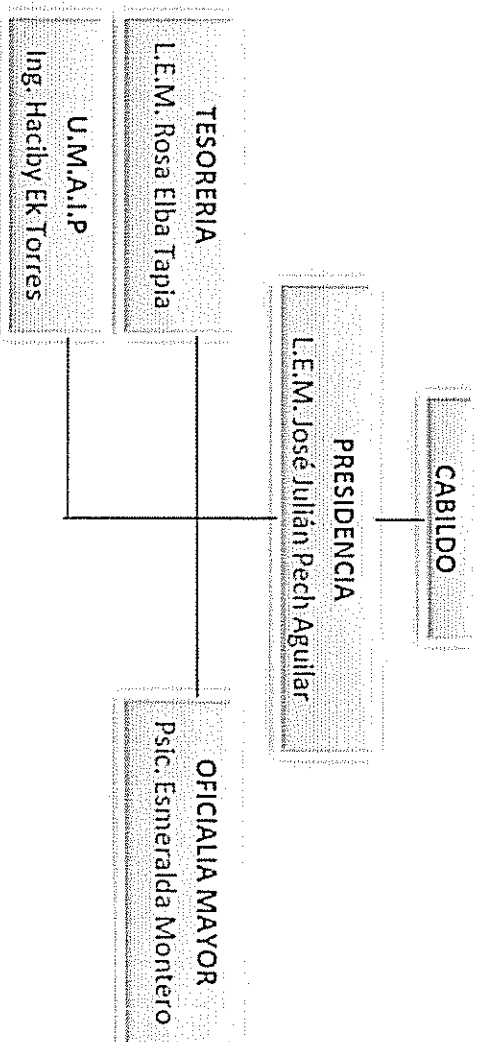 CABILDO
PRESIDENCIA
L.E.M. José Julián Pech Aguilar
TESORERIA
L.E.M. Rosa Elba Tapia
OFICIALIA MAYOR
Psic. Esmeralda Montero
U.M.A.I.P
Ing. Haciby Ek Torres